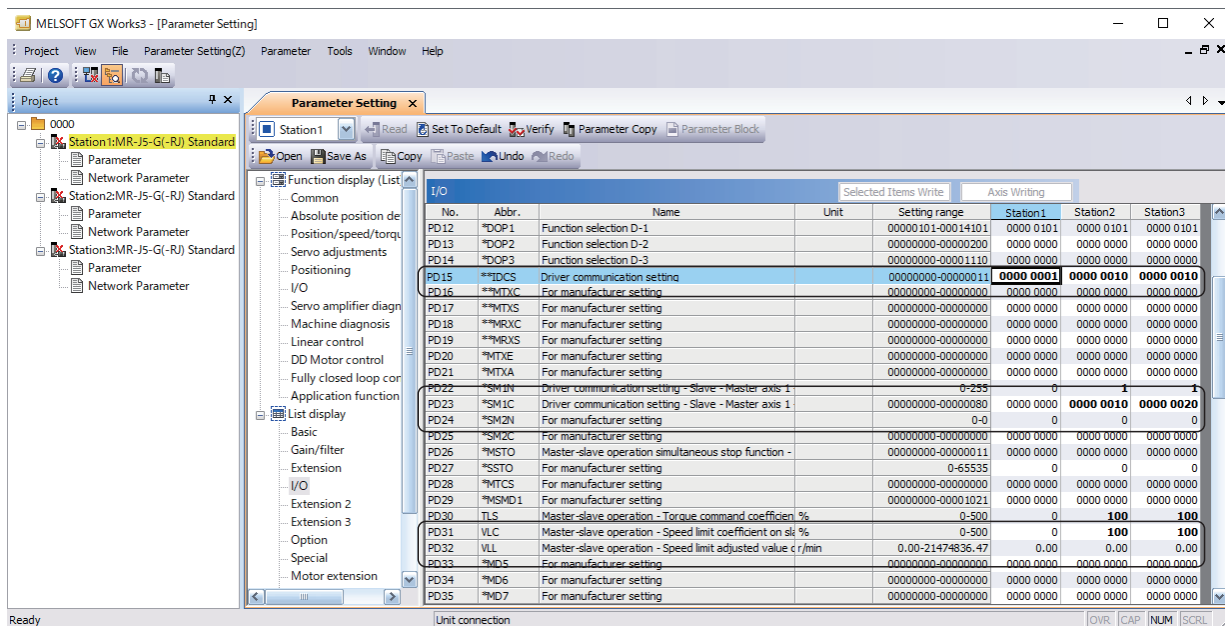 MELSOFT GX Works3 - [Parameter Setting]
Project View File Parameter Setting(Z) Parameter Tools Window Help
Project
Parameter Setting
0000
Station1:MR-J5-G(-RJ) Standard
Parameter
Network Parameter
Station2:MR-J5-G(-RJ) Standard
Parameter
Network Parameter
Station3:MR-J5-G(-RJ) Standard
Parameter
Network Parameter
Station1 Read Set To Default Verify Parameter Copy Parameter Block
Open Save As Copy Paste Undo Redo
Function display (List
Common
Absolute position de
Position/speed/torqu
Servo adjustments
Positioning
I/O
Servo amplifier diagn
Machine diagnosis
Linear control
DD Motor control
Fully closed loop con
Application function
List display
Basic
Gain/filter
Extension
I/O
Extension 2
Extension 3
Option
Special
Motor extension
I/O Selected Items Write Axis Writing
No. Abbr. Name Unit Setting range Station1 Station2 Station3
PD12 *DOP1 Function selection D-1 00000101-00014101 0000 0101 0000 0101 0000 0101
PD13 *DOP2 Function selection D-2 00000000-00000200 0000 0000 0000 0000 0000 0000
PD14 *DOP3 Function selection D-3 00000000-00001110 0000 0000 0000 0000 0000 0000
PD15 **IDCS Driver communication setting 00000000-00000011 0000 0001 0000 0010 0000 0010
PD16 **MTXC For manufacturer setting 00000000-00000000 0000 0000 0000 0000 0000 0000
PD17 **MTXS For manufacturer setting 00000000-00000000 0000 0000 0000 0000 0000 0000
PD18 **MRXC For manufacturer setting 00000000-00000000 0000 0000 0000 0000 0000 0000
PD19 **MRXS For manufacturer setting 00000000-00000000 0000 0000 0000 0000 0000 0000
PD20 *MTXE For manufacturer setting 00000000-00000000 0000 0000 0000 0000 0000 0000
PD21 *MTXA For manufacturer setting 00000000-00000000 0000 0000 0000 0000 0000 0000
PD22 *SM1N Driver communication setting - Slave - Master axis 1 0-255 0 1 1
PD23 *SM1C Driver communication setting - Slave - Master axis 1 - 00000000-00000080 0000 0000 0000 0010 0000 0020
PD24 *SM2N For manufacturer setting 0-0 0 0 0
PD25 *SM2C For manufacturer setting 00000000-00000000 0000 0000 0000 0000 0000 0000
PD26 *MSTO Master-slave operation simultaneous stop function - 00000000-00000011 0000 0000 0000 0000 0000 0000
PD27 *SSTO For manufacturer setting 0-65535 0 0 0
PD28 *MTCS For manufacturer setting 00000000-00000000 0000 0000 0000 0000 0000 0000
PD29 *MSMD1 For manufacturer setting 00000000-00001021 0000 0000 0000 0000 0000 0000
PD30 TLS Master-slave operation - Torque command coefficien % 0-500 0 100 100
PD31 VLC Master-slave operation - Speed limit coefficient on sla % 0-500 0 100 100
PD32 VLL Master-slave operation - Speed limit adjusted value o r/min 0.00-21474836.47 0.00 0.00 0.00
PD33 *MD5 For manufacturer setting 00000000-00000000 0000 0000 0000 0000 0000 0000
PD34 *MD6 For manufacturer setting 00000000-00000000 0000 0000 0000 0000 0000 0000
PD35 *MD7 For manufacturer setting 00000000-00000000 0000 0000 0000 0000 0000 0000
Ready Unit connection OVR CAP NUM SCRL